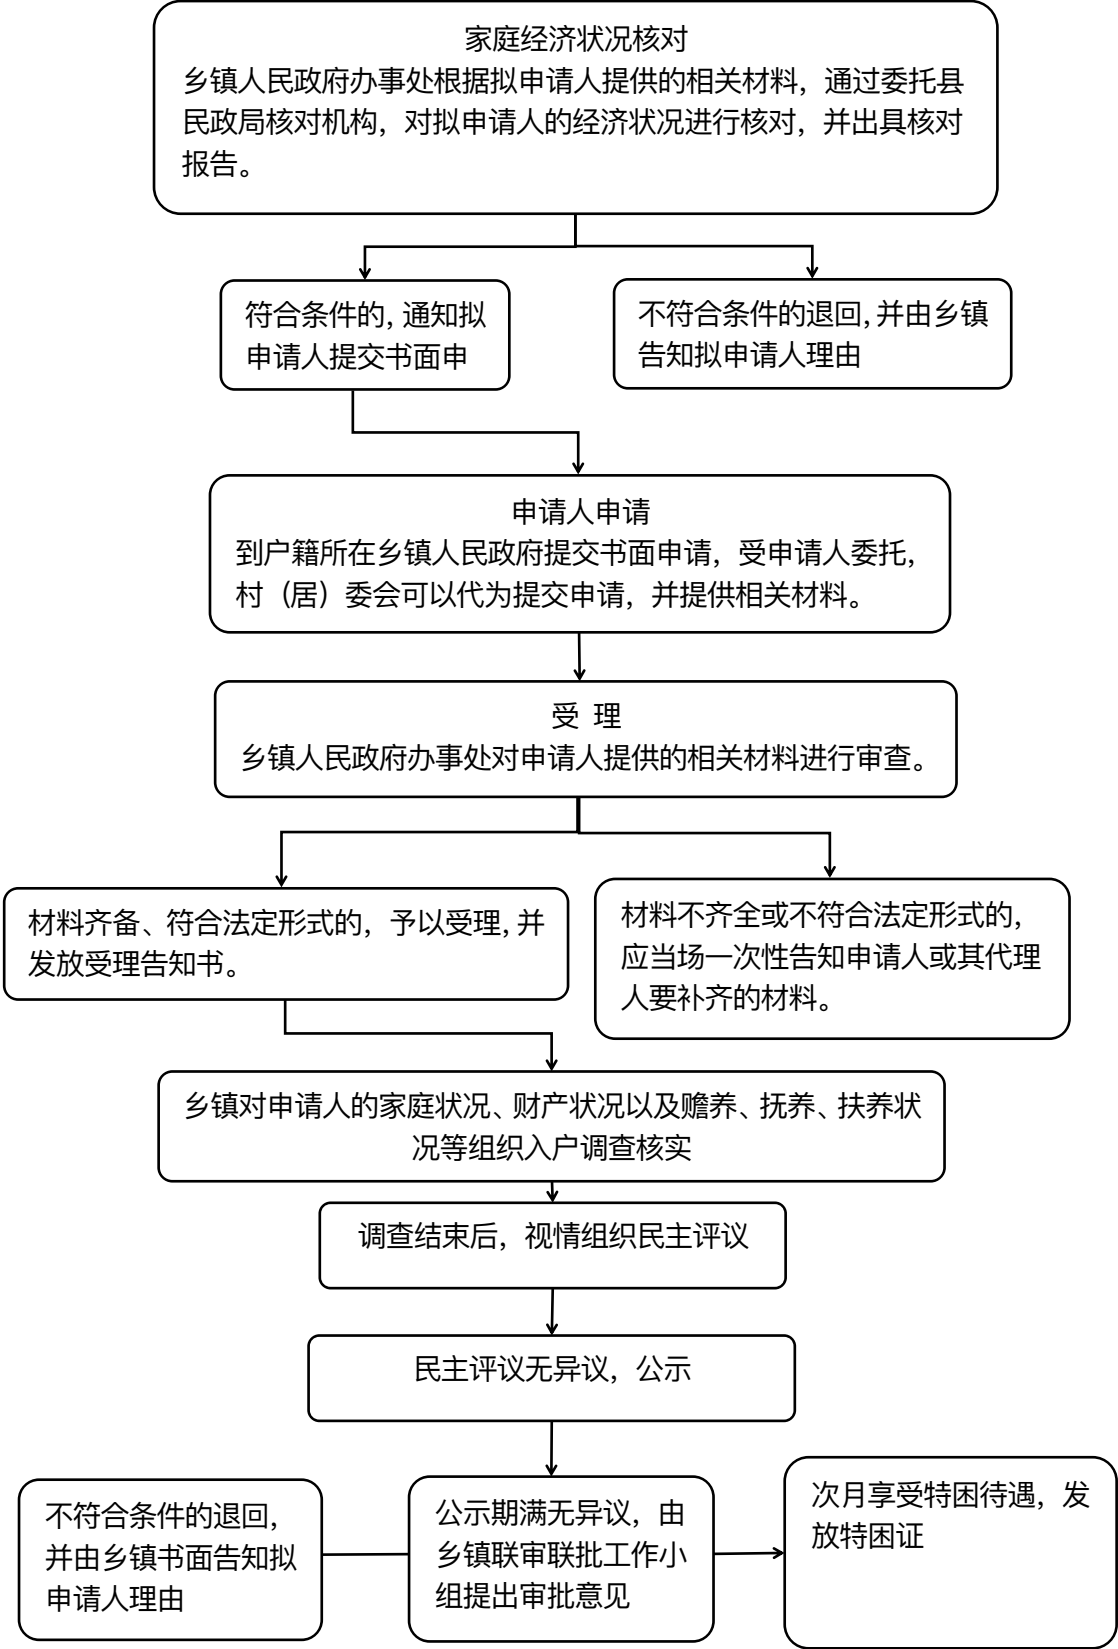 家庭经济状况核对
乡镇人民政府办事处根据拟申请人提供的相关材料，通过委托县
民政局核对机构，对拟申请人的经济状况进行核对，并出具核对
报告。
符合条件的，通知拟
申请人提交书面申
不符合条件的退回，并由乡镇
告知拟申请人理由
申请人申请
到户籍所在乡镇人民政府提交书面申请，受申请人委托，
村（居）委会可以代为提交申请，并提供相关材料。
受 理
乡镇人民政府办事处对申请人提供的相关材料进行审查。
材料齐备、符合法定形式的，予以受理，并
发放受理告知书。
材料不齐全或不符合法定形式的，
应当场一次性告知申请人或其代理
人要补齐的材料。
乡镇对申请人的家庭状况、财产状况以及赡养、抚养、扶养状
况等组织入户调查核实
调查结束后，视情组织民主评议
民主评议无异议，公示
不符合条件的退回，
并由乡镇书面告知拟
申请人理由
公示期满无异议，由
乡镇联审联批工作小
组提出审批意见
次月享受特困待遇，发
放特困证